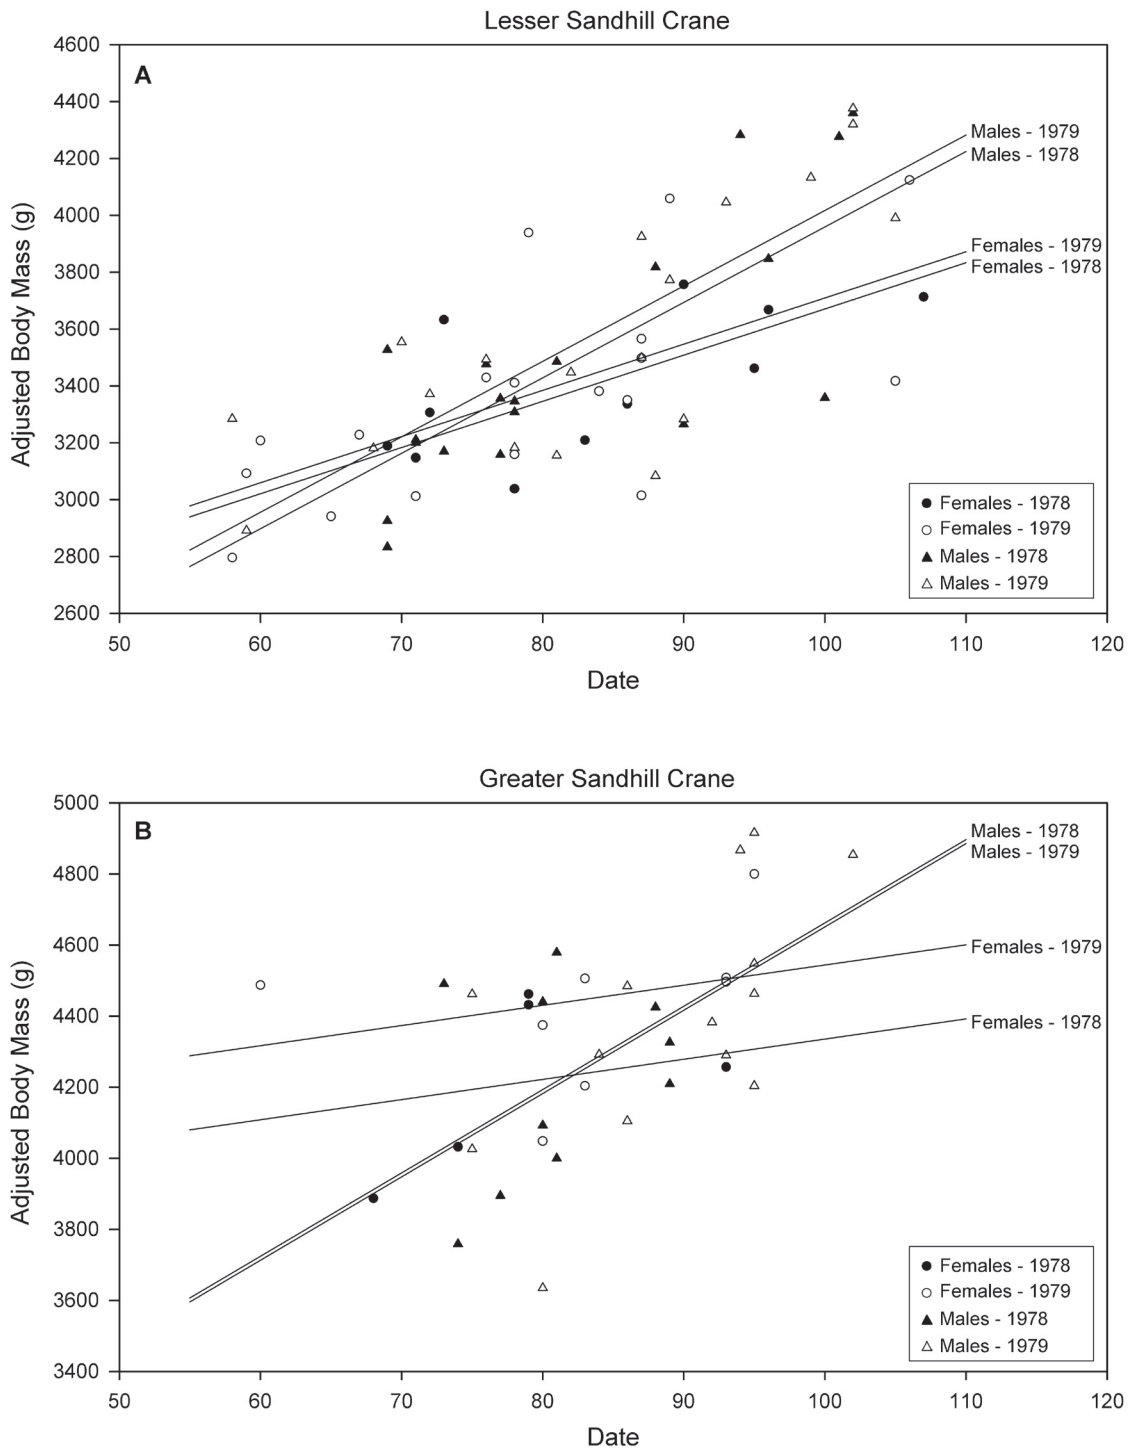 Lesser Sandhill Crane
A
4600
4400
4200
4000
3800
3600
3400
3200
3000
2800
2600
Adjusted Body Mass (g)
Males - 1979
Males - 1978
Females - 1979
Females - 1978
Females - 1978
Females - 1979
Males - 1978
Males - 1979
50 60 70 80 90 100 110 120
Date
Greater Sandhill Crane
B
5000
4800
4600
4400
4200
4000
3800
3600
3400
Adjusted Body Mass (g)
Males - 1978
Males - 1979
Females - 1979
Females - 1978
Females - 1978
Females - 1979
Males - 1978
Males - 1979
50 60 70 80 90 100 110 120
Date